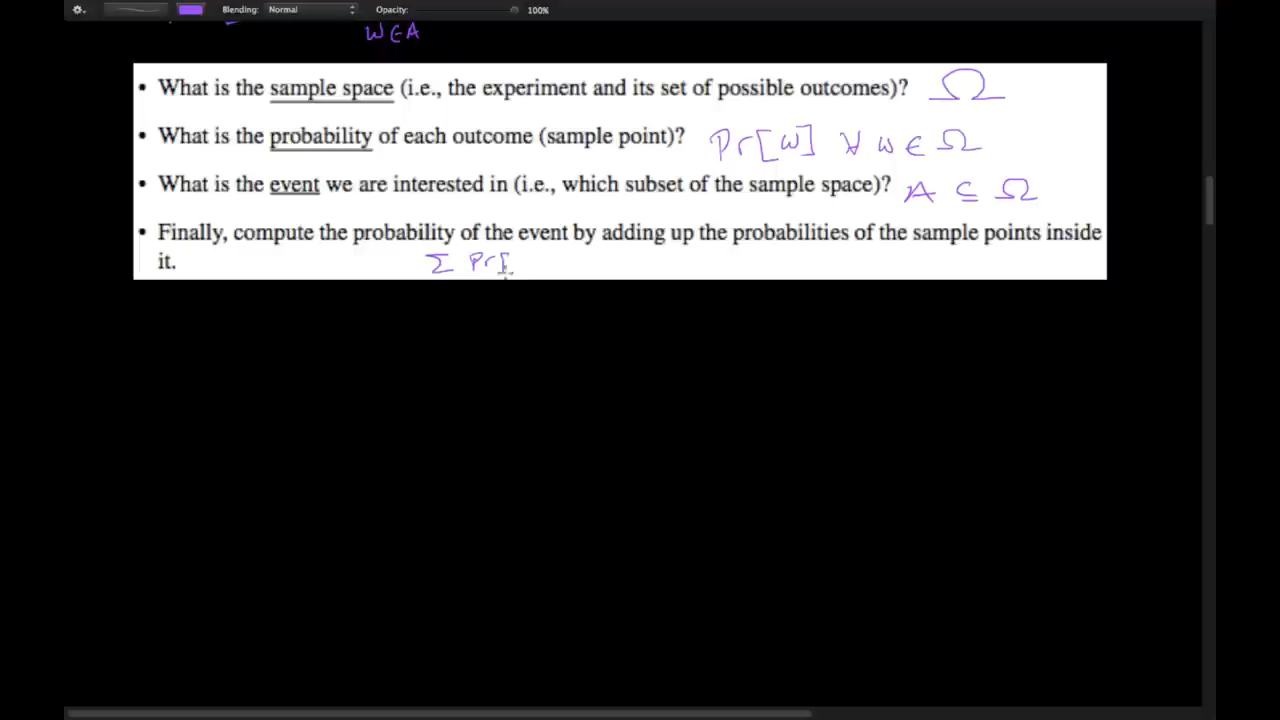 Blending: Normal Opacity: 100%
w∈A
• What is the sample space (i.e., the experiment and its set of possible outcomes)? Ω
• What is the probability of each outcome (sample point)? Pr[w] ∀ w ∈ Ω
• What is the event we are interested in (i.e., which subset of the sample space)? A ⊆ Ω
• Finally, compute the probability of the event by adding up the probabilities of the sample points inside
it. Σ Pr[